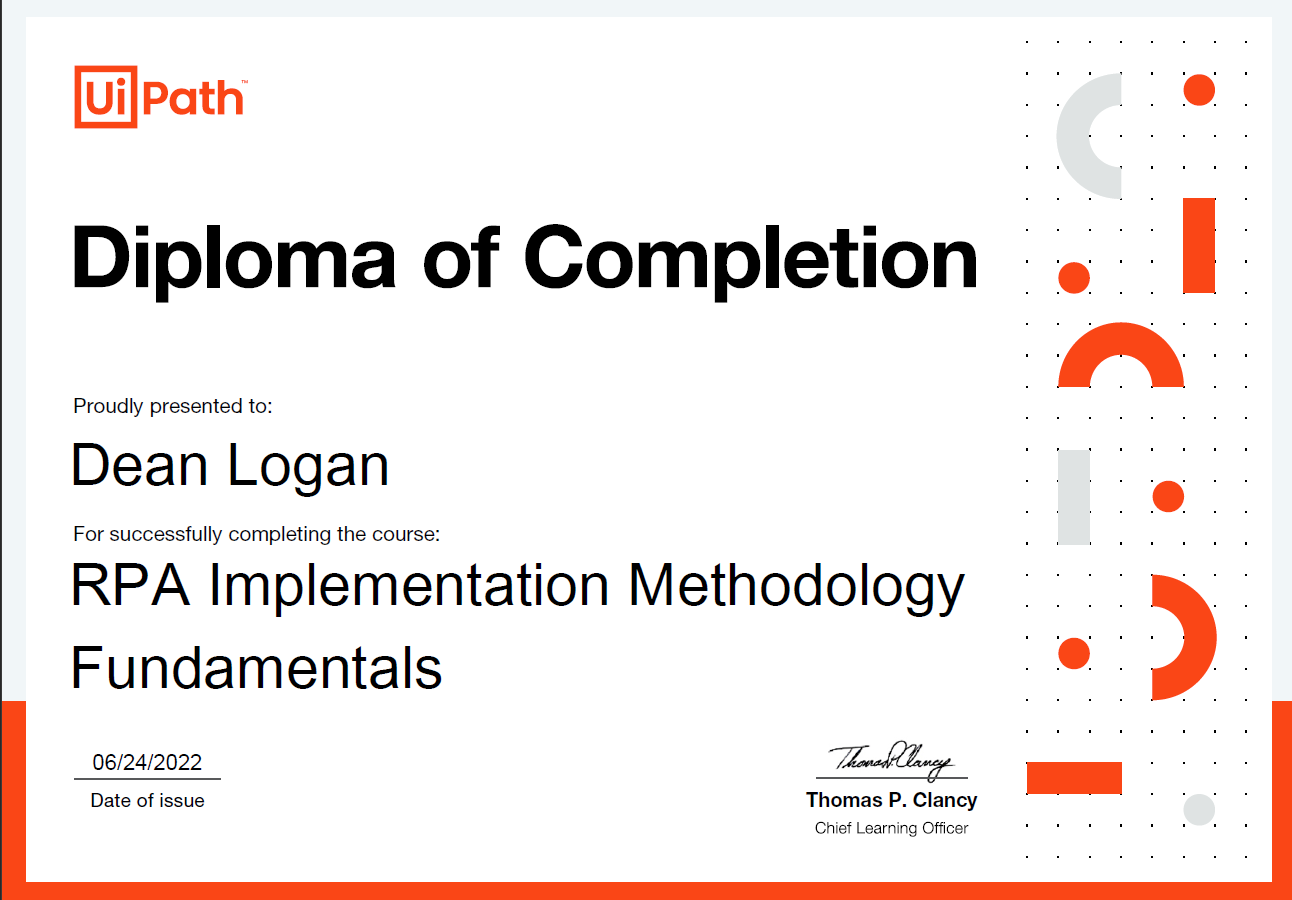 UiPath™
Diploma of Completion
Proudly presented to:
Dean Logan
For successfully completing the course:
RPA Implementation Methodology
Fundamentals
06/24/2022
Date of issue
Thomas P. Clancy
Thomas P. Clancy
Chief Learning Officer